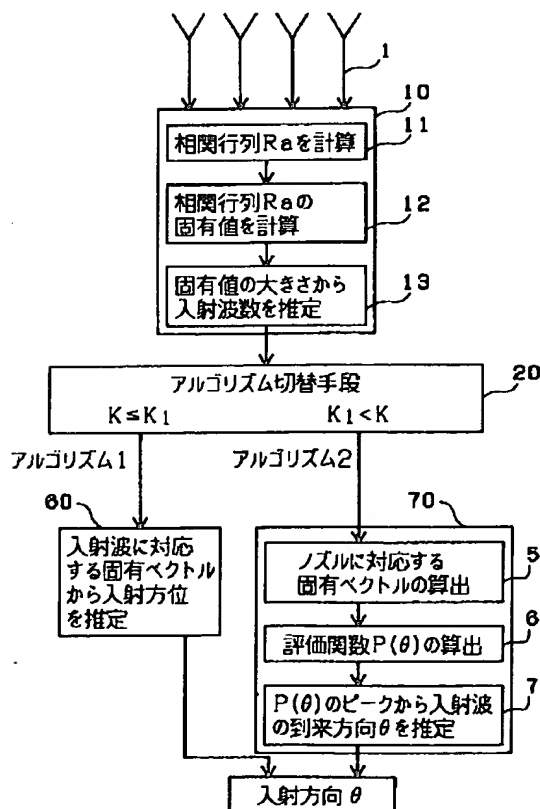 1
10
相関行列Raを計算
11
相関行列Raの
固有値を計算
12
固有値の大きさから
入射波数を推定
13
アルゴリズム切替手段
20
K≤K1
K1<K
アルゴリズム1
アルゴリズム2
60
70
入射波に対応
する固有ベクトル
から入射方位
を推定
ノズルに対応する
固有ベクトルの算出
5
評価関数P(θ)の算出
6
P(θ)のピークから入射波
の到来方向θを推定
7
入射方向 θ